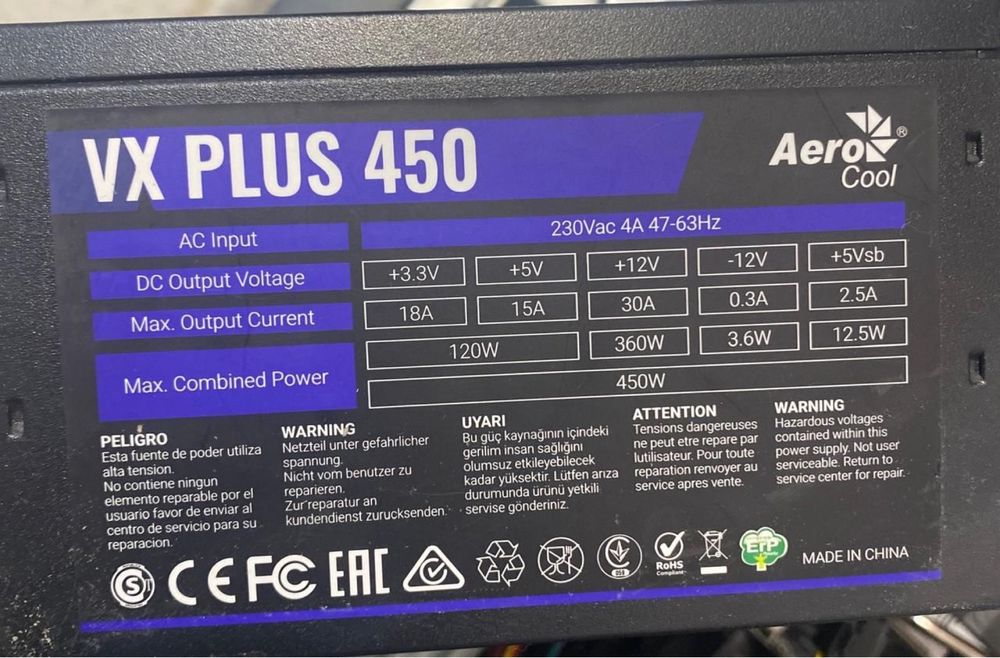 VX PLUS 450
Aero
Cool
®
AC Input
230Vac 4A 47-63Hz
DC Output Voltage
+3.3V
+5V
+12V
-12V
+5Vsb
Max. Output Current
18A
15A
30A
0.3A
2.5A
Max. Combined Power
120W
360W
3.6W
12.5W
450W
PELIGRO
Esta fuente de poder utiliza
alta tension.
No contiene ningun
elemento reparable por el
usuario favor de enviar al
centro de servicio para su
reparacion.
WARNING
Netzteil unter gefahrlicher
spannung.
Nicht vom benutzer zu
reparieren.
Zur reparatur an
kundendienst zurucksenden.
UYARI
Bu güç kaynağının içindeki
gerilim insan sağlığını
olumsuz etkileyebilecek
kadar yüksektir. Lütfen arıza
durumunda ürünü yetkili
servise gönderiniz.
ATTENTION
Tensions dangereuses
ne peut etre repare par
lutilisateur. Pour toute
reparation renvoyer au
service apres vente.
WARNING
Hazardous voltages
contained within this
power supply. Not user
serviceable. Return to
service center for repair.
CE FC EAC
RoHS
Compliant
ErP
MADE IN CHINA